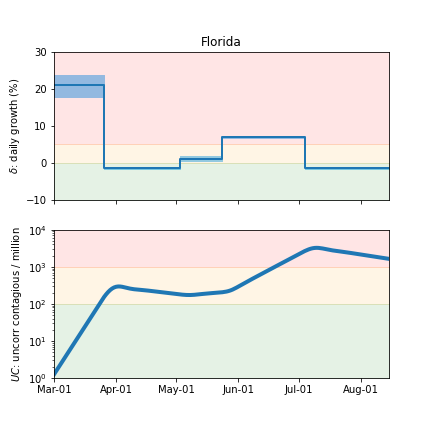 Florida
δ: daily growth (%)
30
20
10
0
−10
UC: uncorr contagious / million
10⁴
10³
10²
10¹
10⁰
Mar-01 Apr-01 May-01 Jun-01 Jul-01 Aug-01